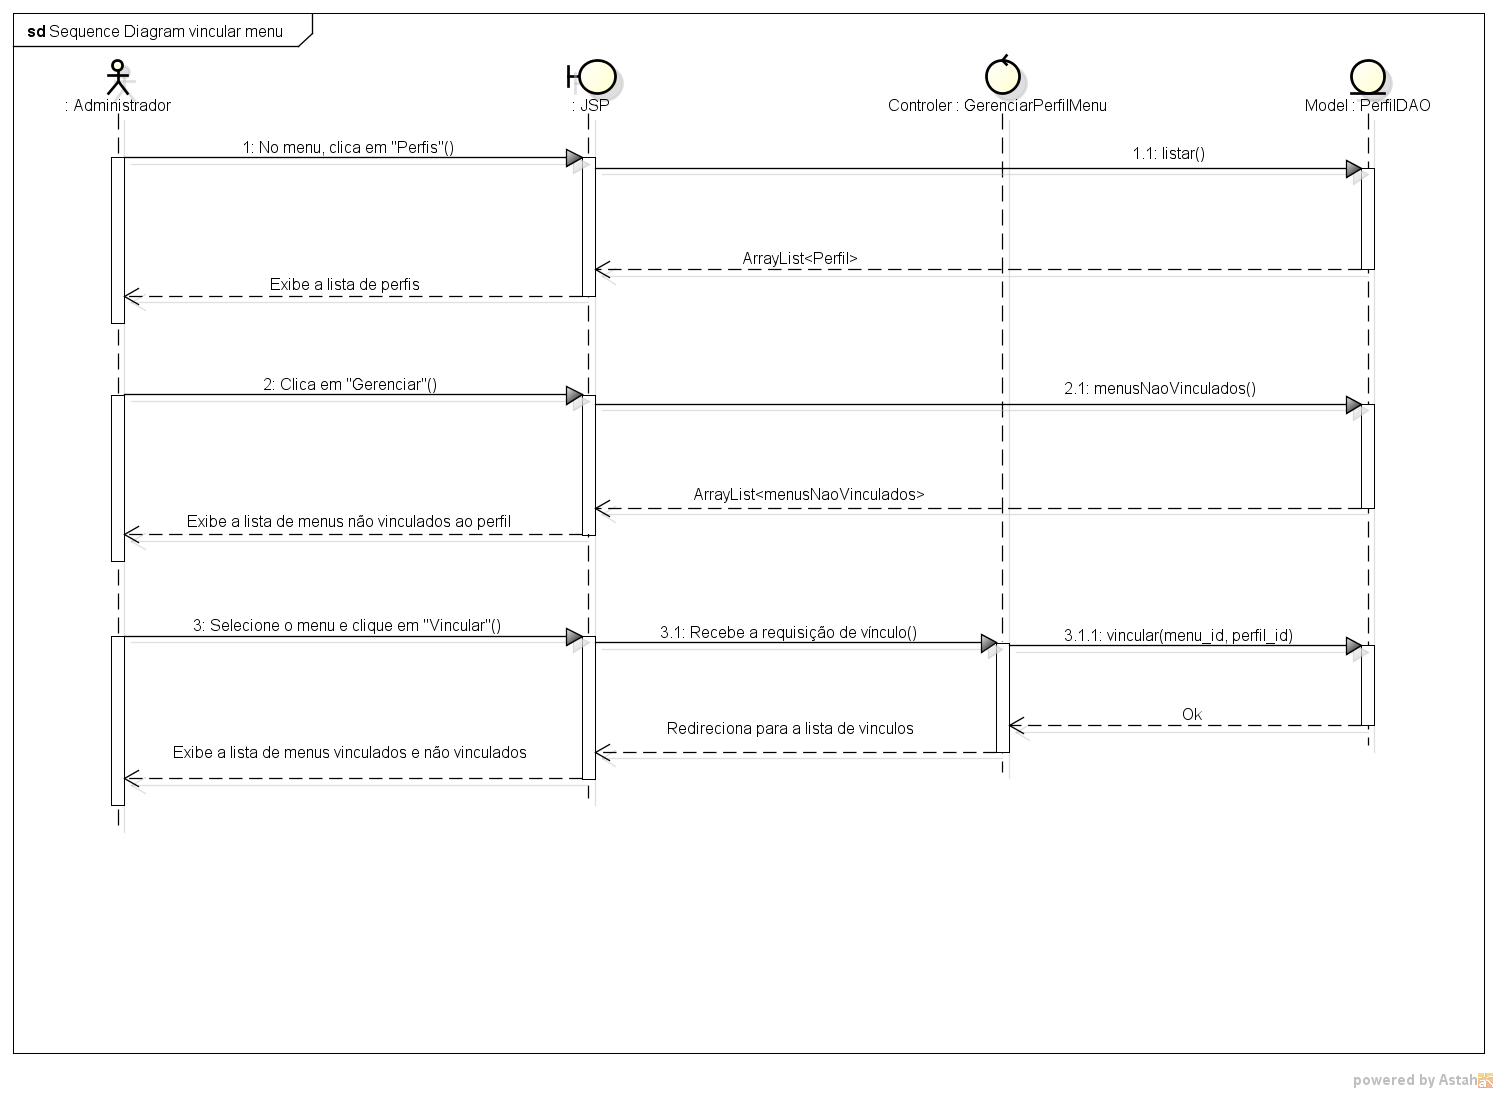 sd Sequence Diagram vincular menu
: Administrador
: JSP
Controler : GerenciarPerfilMenu
Model : PerfilDAO
1: No menu, clica em "Perfis"()
1.1: listar()
ArrayList<Perfil>
Exibe a lista de perfis
2: Clica em "Gerenciar"()
2.1: menusNaoVinculados()
ArrayList<menusNaoVinculados>
Exibe a lista de menus não vinculados ao perfil
3: Selecione o menu e clique em "Vincular"()
3.1: Recebe a requisição de vínculo()
3.1.1: vincular(menu_id, perfil_id)
Ok
Redireciona para a lista de vinculos
Exibe a lista de menus vinculados e não vinculados
powered by Astah